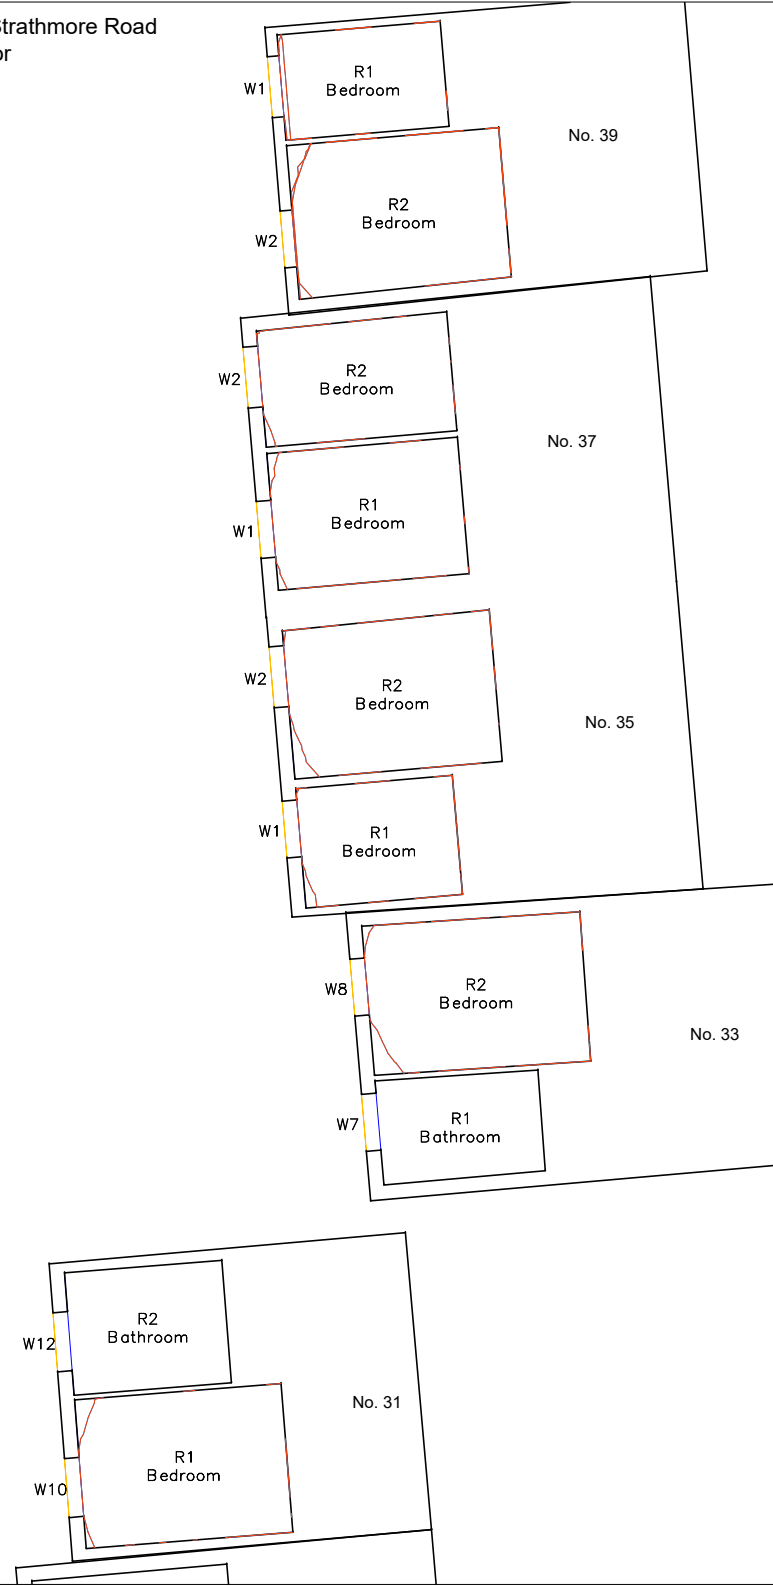 Strathmore Road
or
R1
Bedroom
W1
No. 39
R2
Bedroom
W2
R2
Bedroom
W2
No. 37
R1
Bedroom
W1
R2
Bedroom
W2
No. 35
R1
Bedroom
W1
R2
Bedroom
W8
No. 33
R1
Bathroom
W7
R2
Bathroom
W12
No. 31
R1
Bedroom
W10